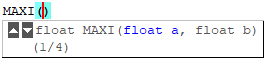 MAXI()
float MAXI(float a, float b)
(1/4)